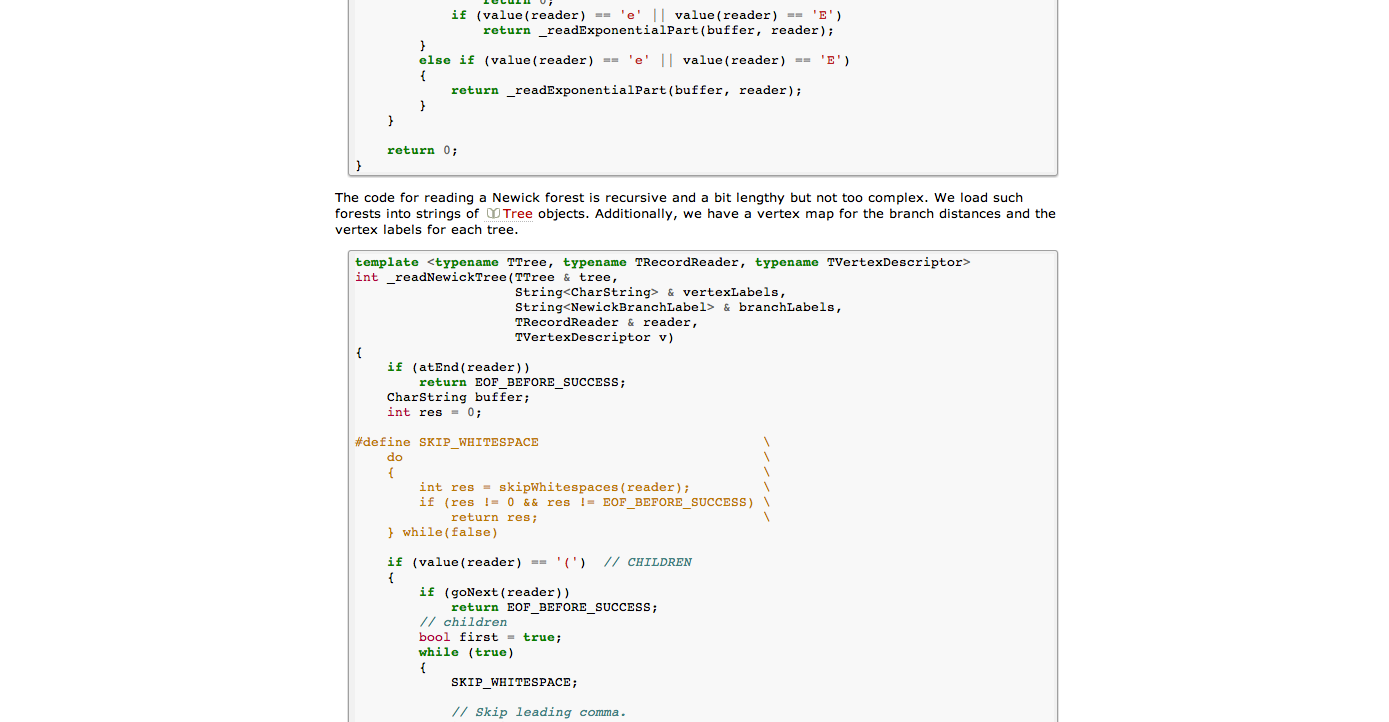 return 0;
if (value(reader) == 'e' || value(reader) == 'E')
return _readExponentialPart(buffer, reader);
}
else if (value(reader) == 'e' || value(reader) == 'E')
{
return _readExponentialPart(buffer, reader);
}
}
return 0;
}
The code for reading a Newick forest is recursive and a bit lengthy but not too complex. We load such
forests into strings of Tree objects. Additionally, we have a vertex map for the branch distances and the
vertex labels for each tree.
template <typename TTree, typename TRecordReader, typename TVertexDescriptor>
int _readNewickTree(TTree & tree,
String<CharString> & vertexLabels,
String<NewickBranchLabel> & branchLabels,
TRecordReader & reader,
TVertexDescriptor v)
{
if (atEnd(reader))
return EOF_BEFORE_SUCCESS;
CharString buffer;
int res = 0;
#define SKIP_WHITESPACE \
do \
{ \
int res = skipWhitespaces(reader); \
if (res != 0 && res != EOF_BEFORE_SUCCESS) \
return res; \
} while(false)
if (value(reader) == '(') // CHILDREN
{
if (goNext(reader))
return EOF_BEFORE_SUCCESS;
// children
bool first = true;
while (true)
{
SKIP_WHITESPACE;
// Skip leading comma.